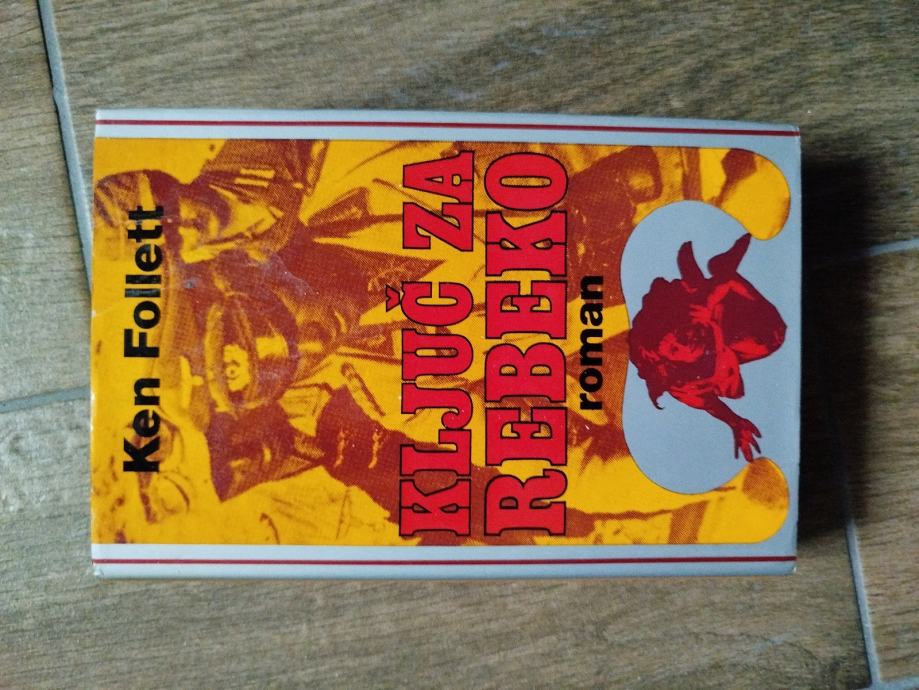 Ken Follett
KLJUČ ZA
REBEKO
roman